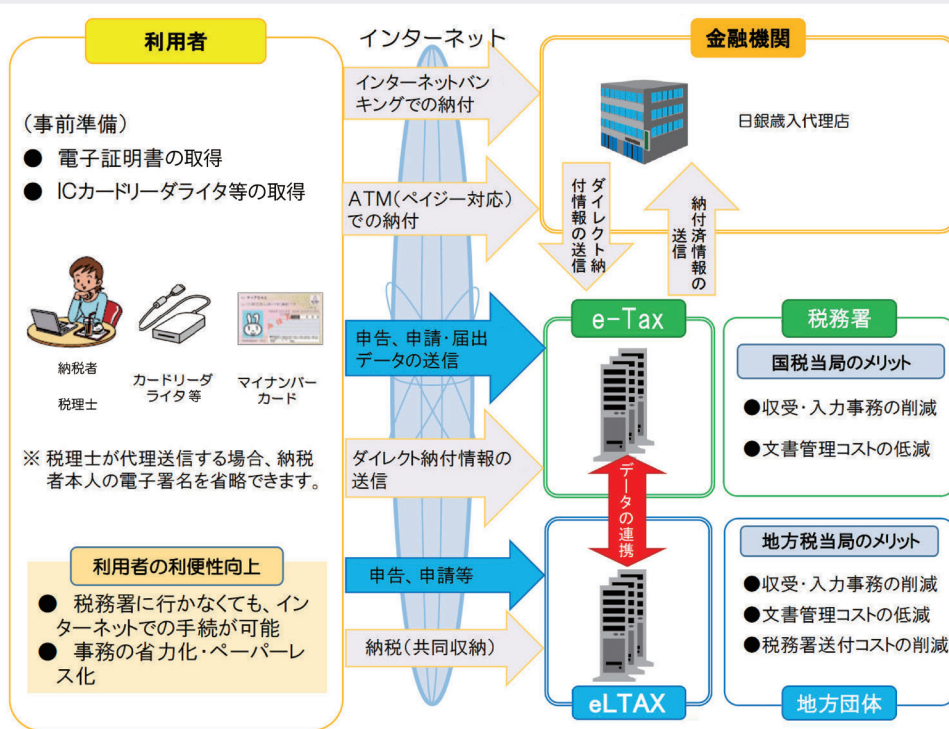 利用者
(事前準備)
● 電子証明書の取得
● ICカードリーダライタ等の取得
納税者
税理士
カードリーダ
ライタ等
マイナンバー
カード
※ 税理士が代理送信する場合、納税
者本人の電子署名を省略できます。
利用者の利便性向上
● 税務署に行かなくても、イン
ターネットでの手続が可能
● 事務の省力化・ペーパーレ
ス化
インターネット
インターネットバン
キングでの納付
ATM(ペイジー対応)
での納付
申告、申請・届出
データの送信
ダイレクト納付情報の
送信
申告、申請等
納税(共同収納)
金融機関
日銀歳入代理店
ダイレクト納
付情報の送信
納付済情報の
送信
e-Tax
データの連携
eLTAX
税務署
国税当局のメリット
●収受・入力事務の削減
●文書管理コストの低減
地方税当局のメリット
●収受・入力事務の削減
●文書管理コストの低減
●税務署送付コストの削減
地方団体